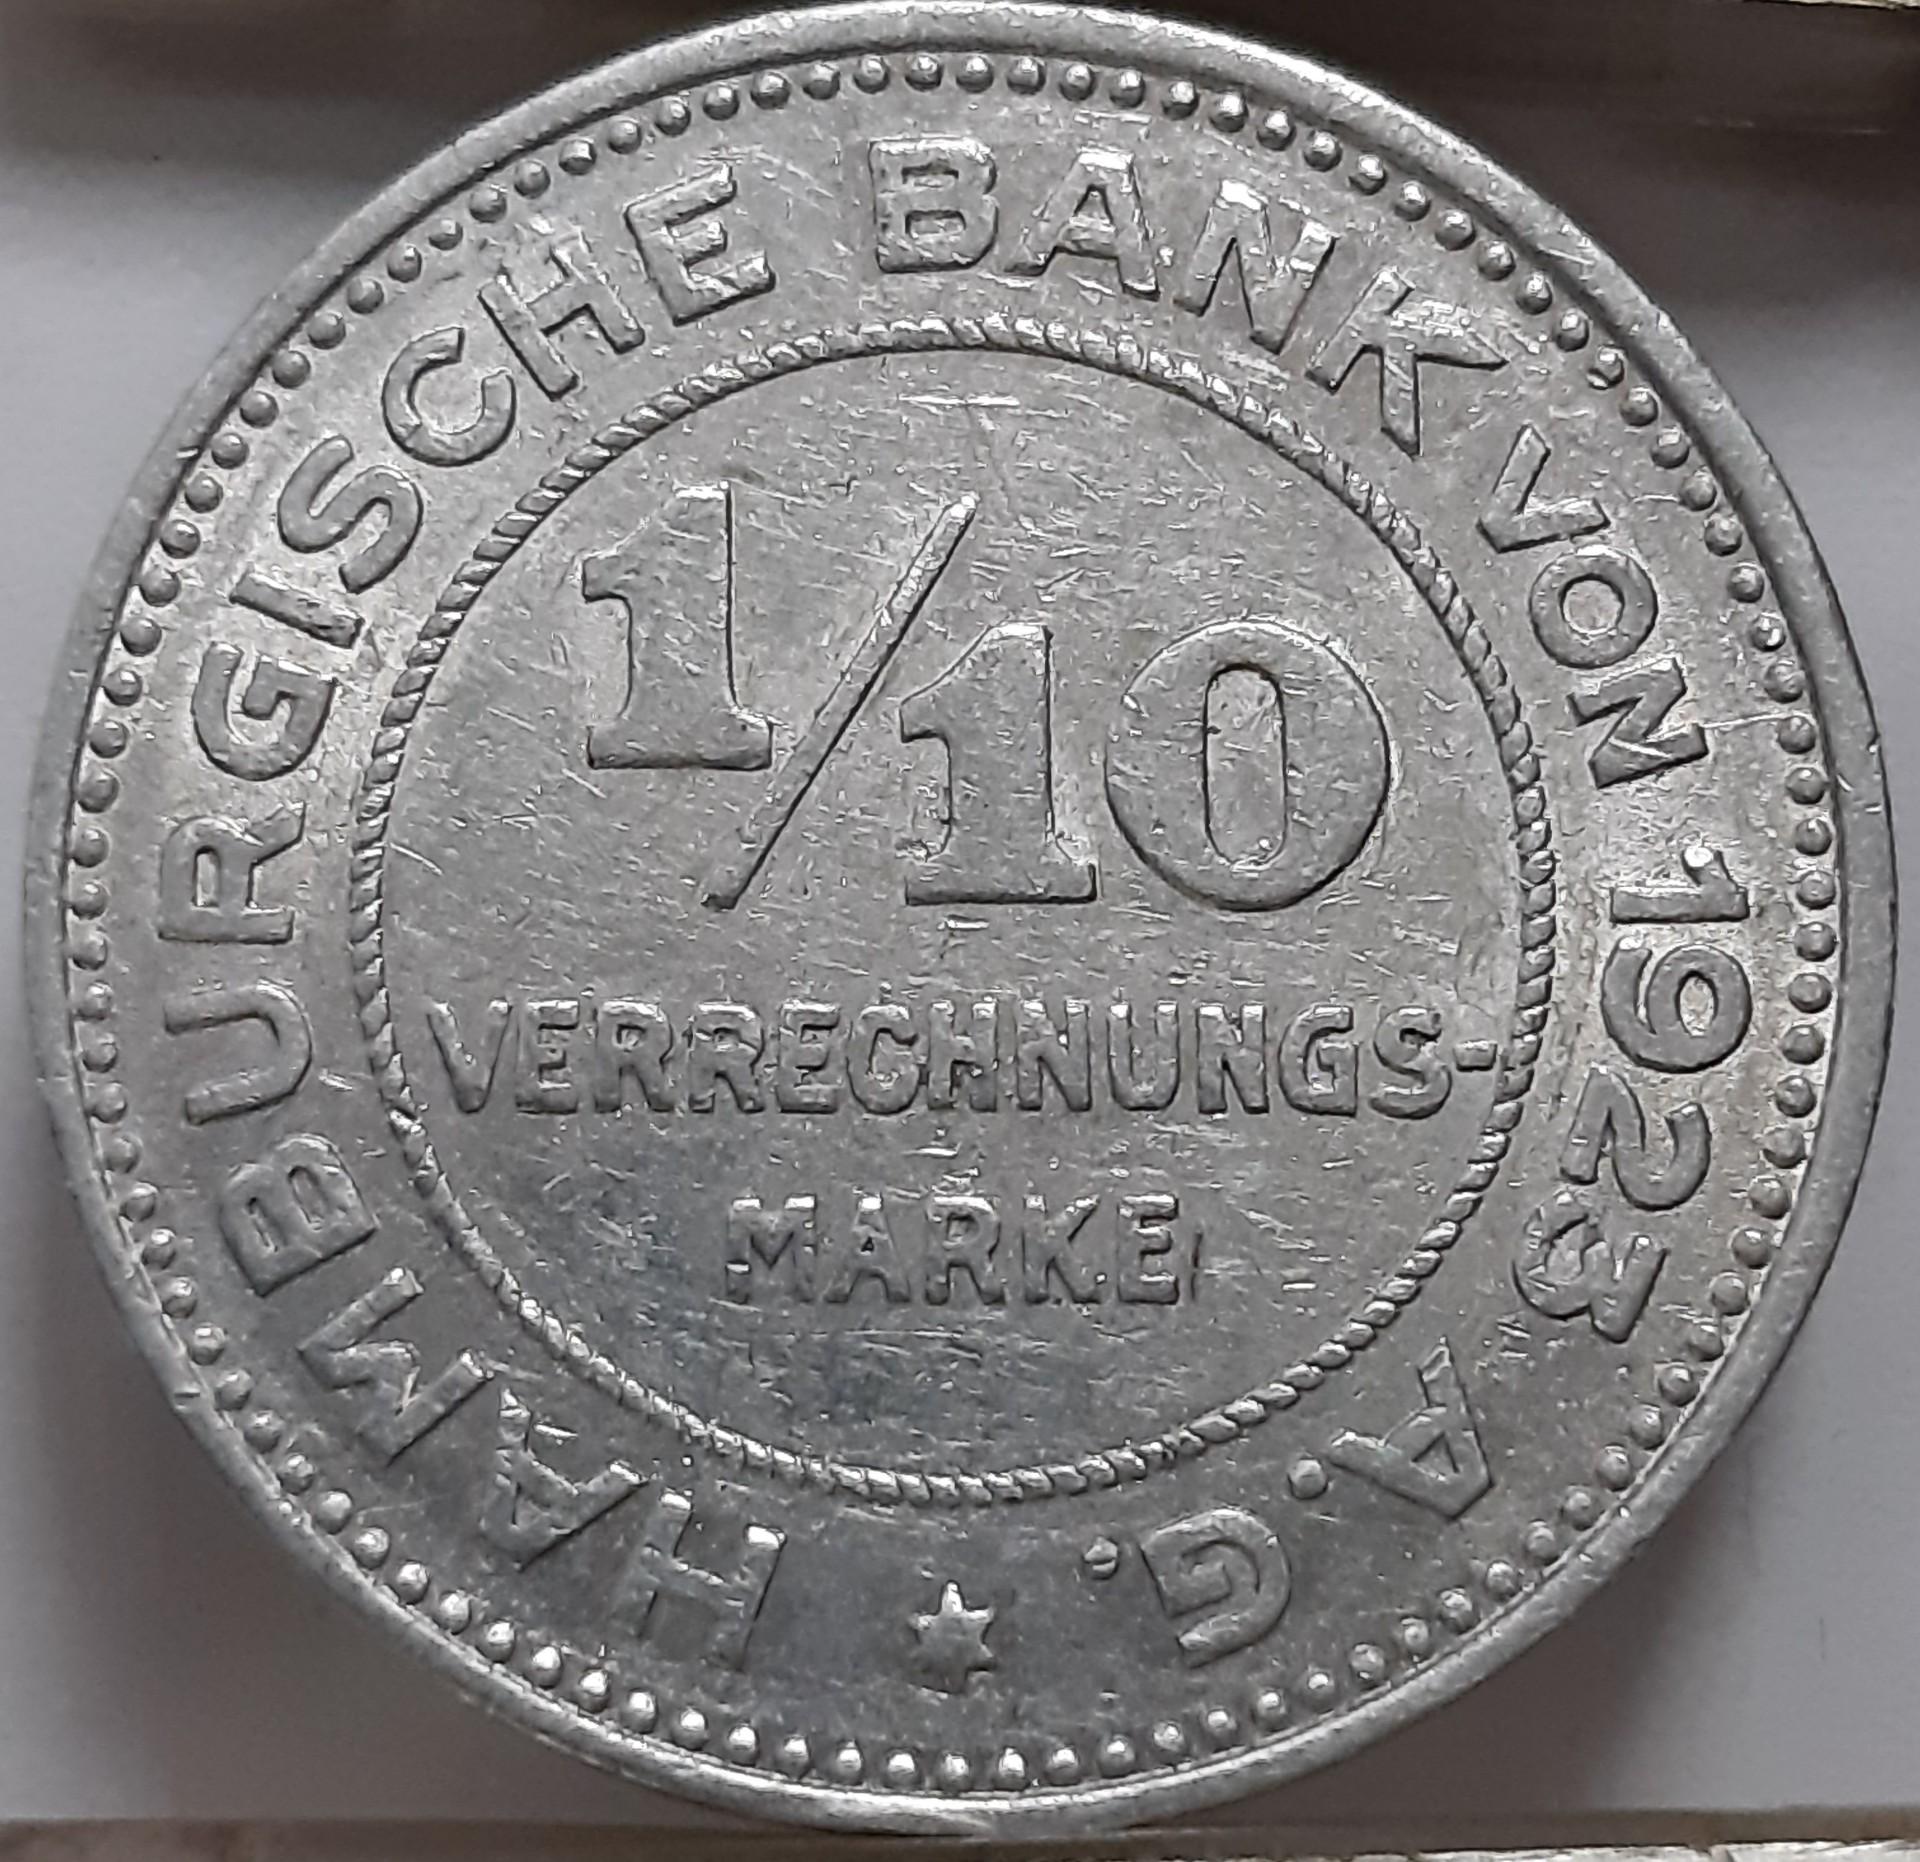 HAMBURGISCHE BANK VON 1923 A.G.
1/10
VERRECHNUNGS-
MARKE